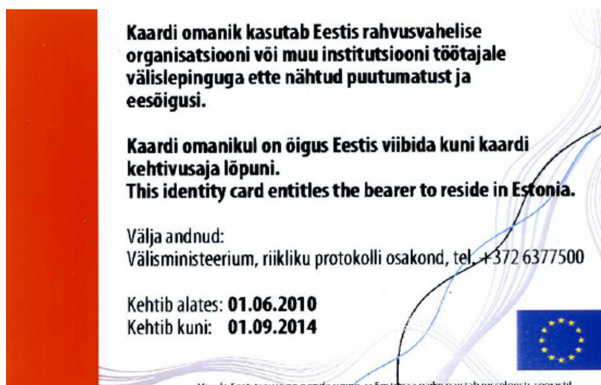 Kaardi omanik kasutab Eestis rahvusvahelise
organisatsiooni või muu institutsiooni töötajale
välislepinguga ette nähtud puutumatust ja
eesõigusi.
Kaardi omanikul on õigus Eestis viibida kuni kaardi
kehtivusaja lõpuni.
This identity card entitles the bearer to reside in Estonia.
Välja andnud:
Välisministeerium, riikliku protokolli osakond, tel. +372 6377500
Kehtib alates: 01.06.2010
Kehtib kuni: 01.09.2014